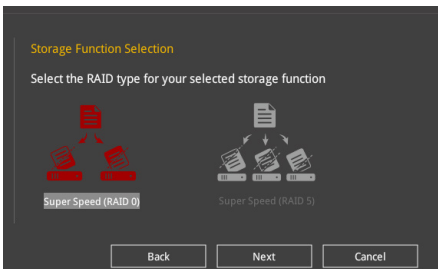 Storage Function Selection
Select the RAID type for your selected storage function
Super Speed (RAID 0)
Super Speed (RAID 5)
Back
Next
Cancel